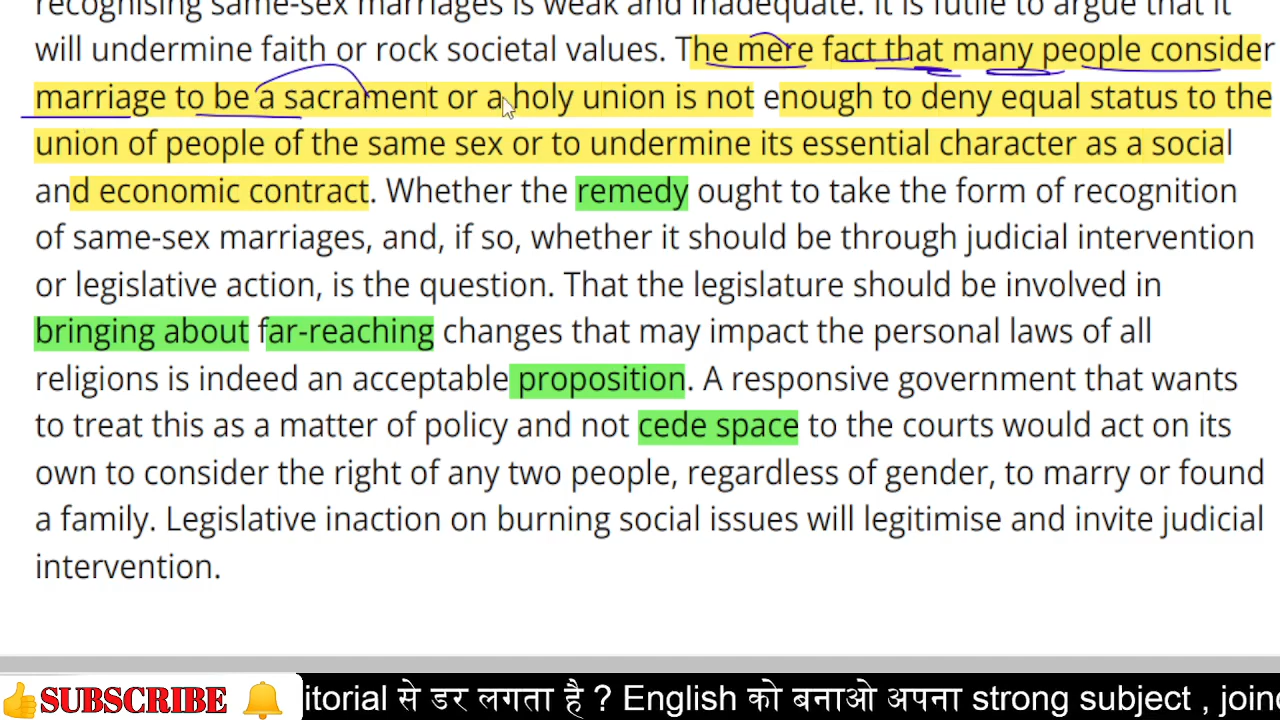 recognising same-sex marriages is weak and inadequate. It is futile to argue that it
will undermine faith or rock societal values. The mere fact that many people consider
marriage to be a sacrament or a holy union is not enough to deny equal status to the
union of people of the same sex or to undermine its essential character as a social
and economic contract. Whether the remedy ought to take the form of recognition
of same-sex marriages, and, if so, whether it should be through judicial intervention
or legislative action, is the question. That the legislature should be involved in
bringing about far-reaching changes that may impact the personal laws of all
religions is indeed an acceptable proposition. A responsive government that wants
to treat this as a matter of policy and not cede space to the courts would act on its
own to consider the right of any two people, regardless of gender, to marry or found
a family. Legislative inaction on burning social issues will legitimise and invite judicial
intervention.
SUBSCRIBE itorial से डर लगता है ? English को बनाओ अपना strong subject , joine